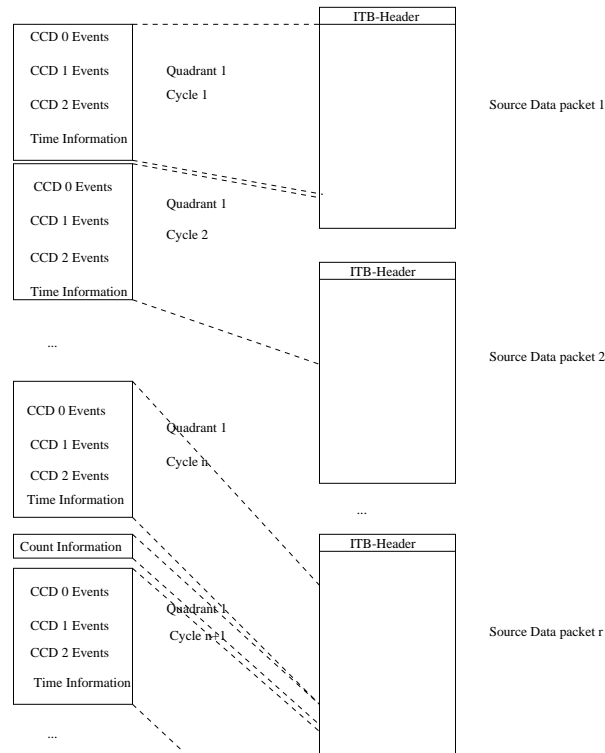 ITB-Header
CCD 0 Events
CCD 1 Events
CCD 2 Events
Time Information
Quadrant 1
Cycle 1
Source Data packet 1
CCD 0 Events
CCD 1 Events
CCD 2 Events
Time Information
Quadrant 1
Cycle 2
ITB-Header
Source Data packet 2
...
CCD 0 Events
CCD 1 Events
CCD 2 Events
Time Information
Quadrant 1
Cycle n
...
Count Information
ITB-Header
CCD 0 Events
CCD 1 Events
CCD 2 Events
Time Information
Quadrant 1
Cycle n+1
Source Data packet r
...